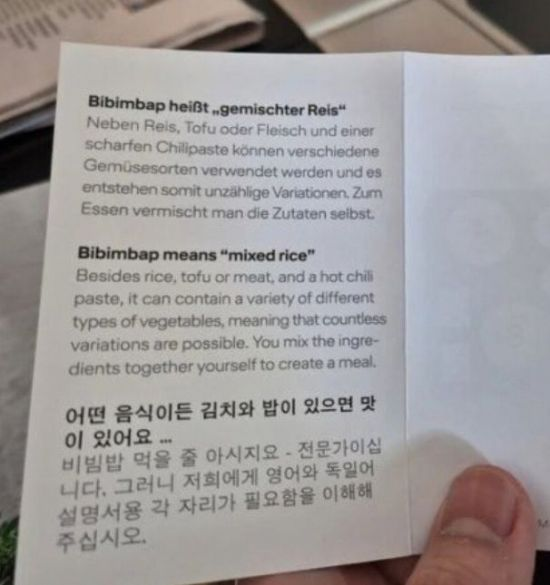 Bibimbap heißt „gemischter Reis“
Neben Reis, Tofu oder Fleisch und einer
scharfen Chilipaste können verschiedene
Gemüsesorten verwendet werden und es
entstehen somit unzählige Variationen. Zum
Essen vermischt man die Zutaten selbst.
Bibimbap means “mixed rice”
Besides rice, tofu or meat, and a hot chili
paste, it can contain a variety of different
types of vegetables, meaning that countless
variations are possible. You mix the ingre-
dients together yourself to create a meal.
어떤 음식이든 김치와 밥이 있으면 맛
이 있어요 ...
비빔밥 먹을 줄 아시지요 - 전문가이십
니다. 그러니 저희에게 영어와 독일어
설명서용 각 자리가 필요함을 이해해
주십시오.